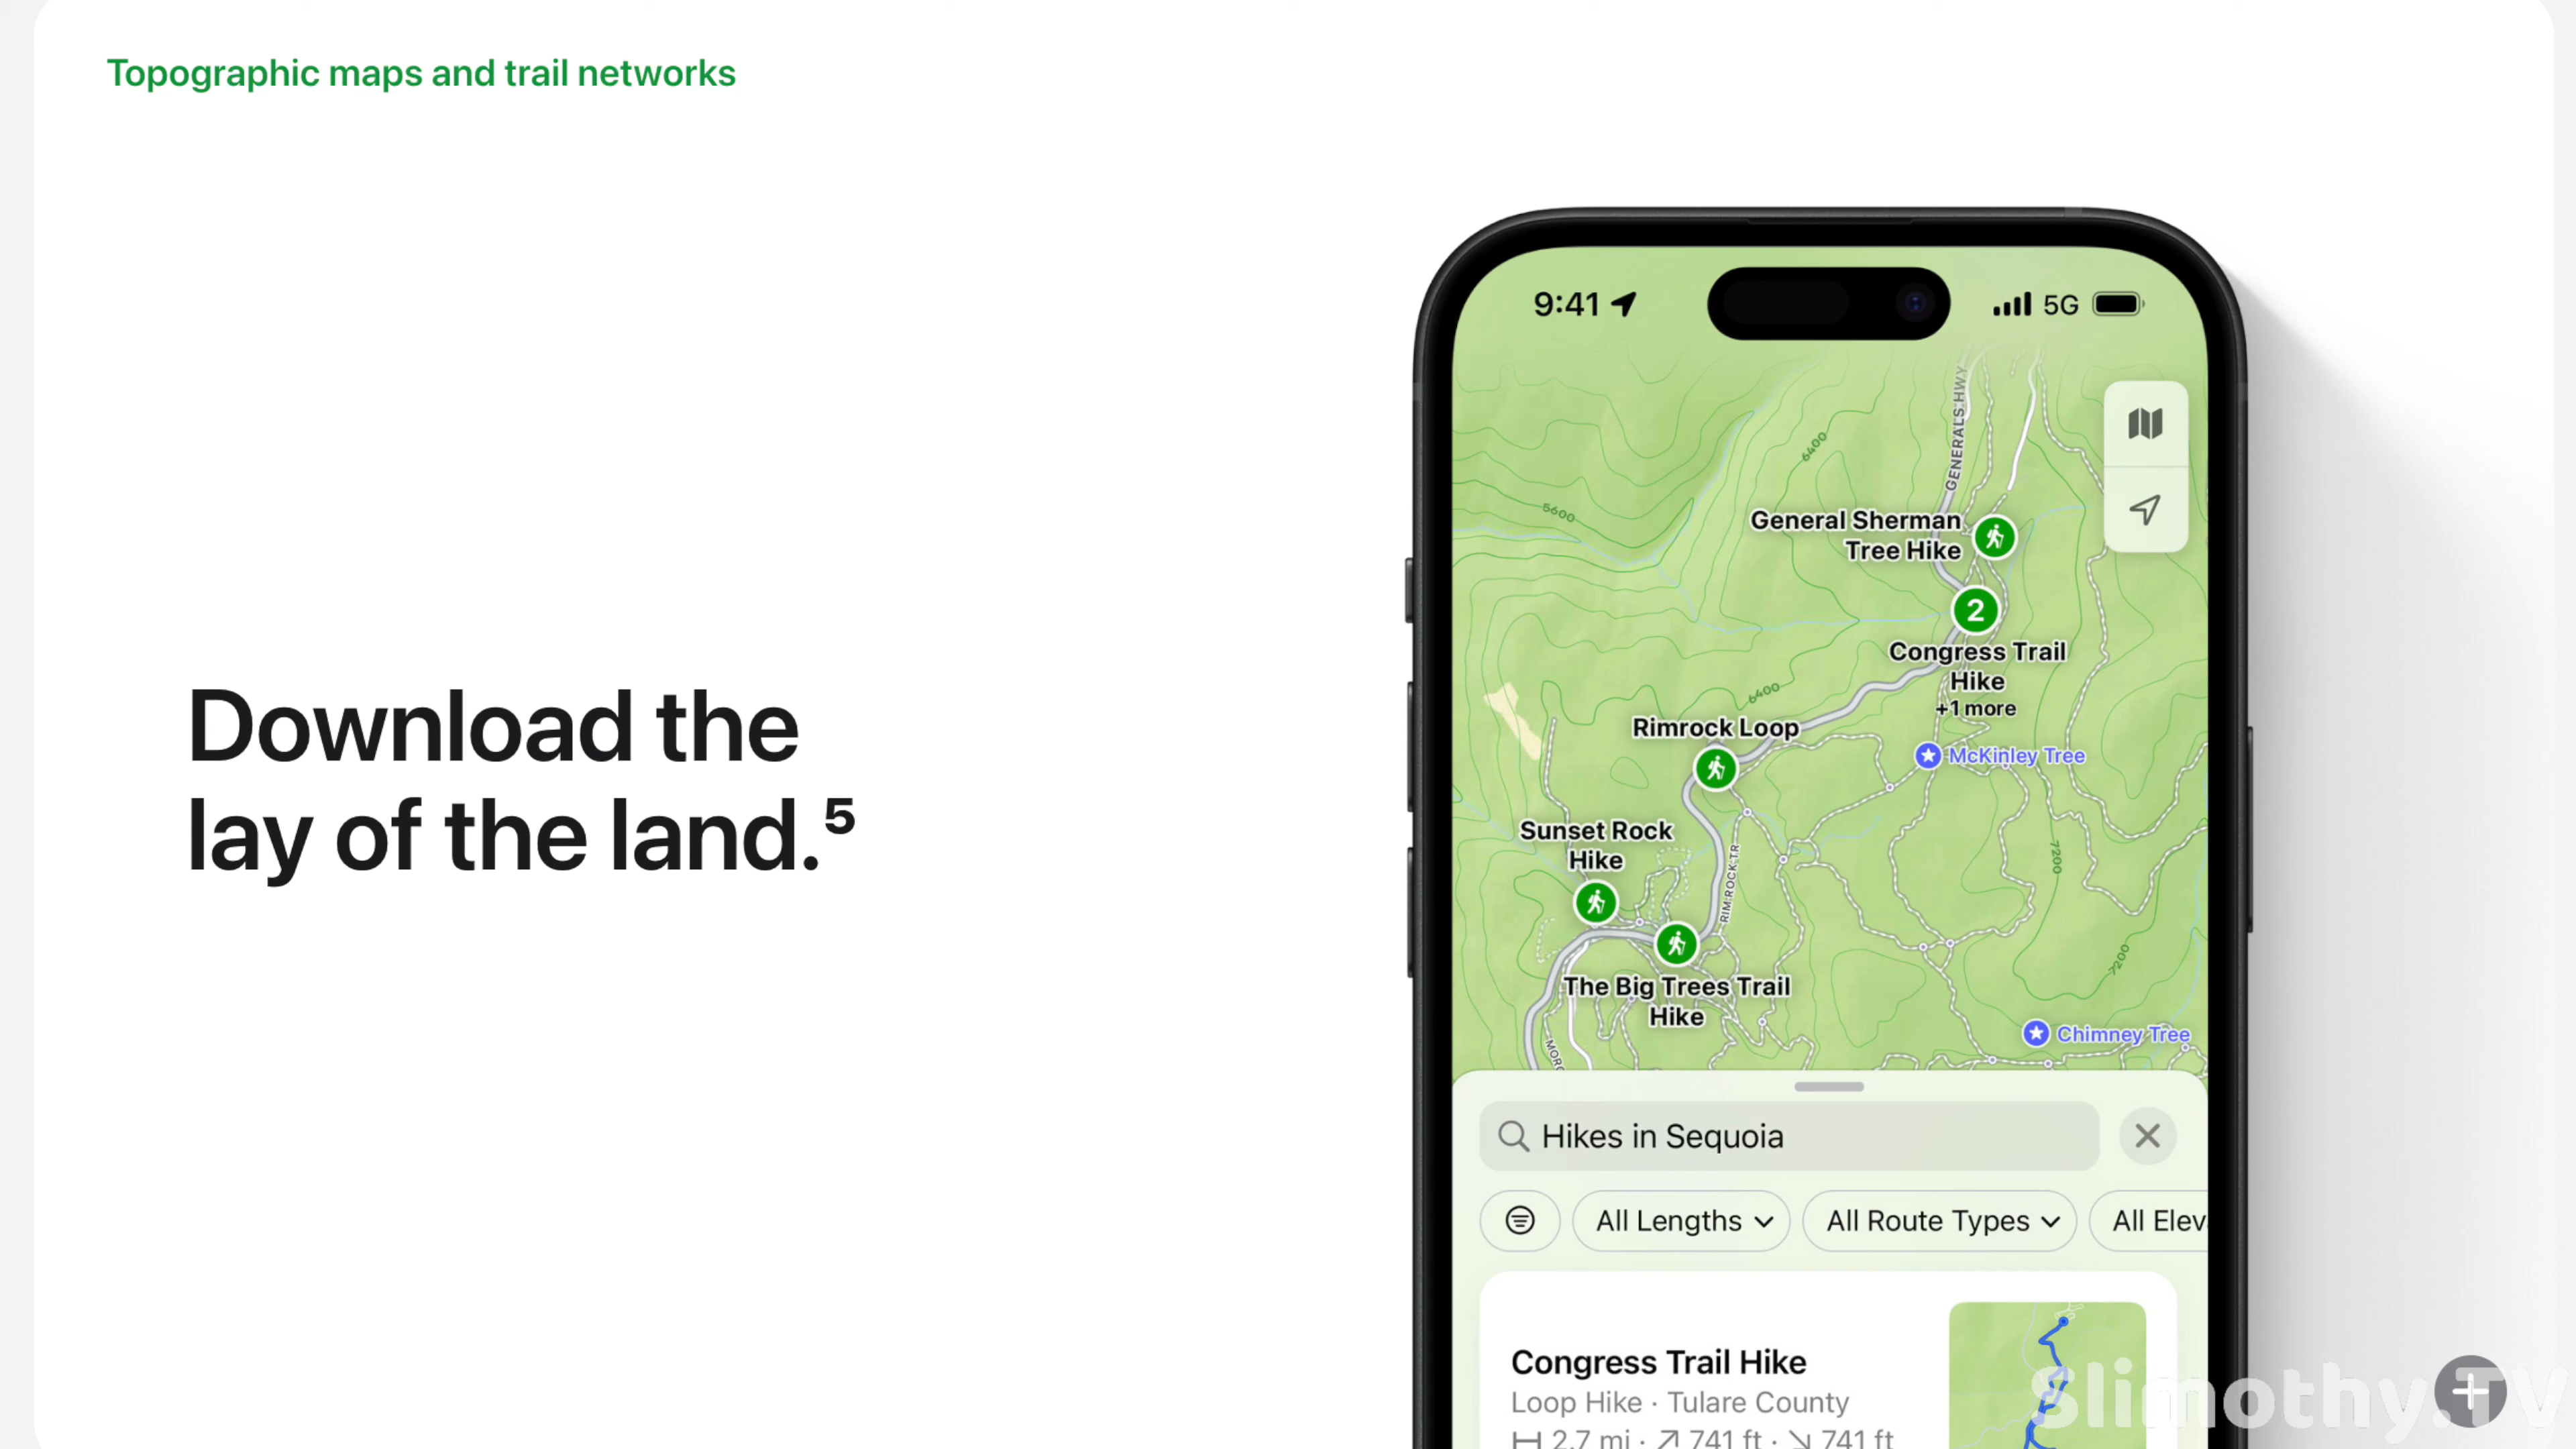 Topographic maps and trail networks
Download the
lay of the land.⁵
9:41
5G
GENERALS HWY
6400
5600
General Sherman
Tree Hike
2
Congress Trail
Hike
+1 more
6400
Rimrock Loop
McKinley Tree
Sunset Rock
Hike
RIM ROCK TR
7200
7200
The Big Trees Trail
Hike
Chimney Tree
Hikes in Sequoia
All Lengths
All Route Types
All Elev
Congress Trail Hike
Loop Hike · Tulare County
2.7 mi · ↗ 741 ft · ↘ 741 ft
Slimothy.TV